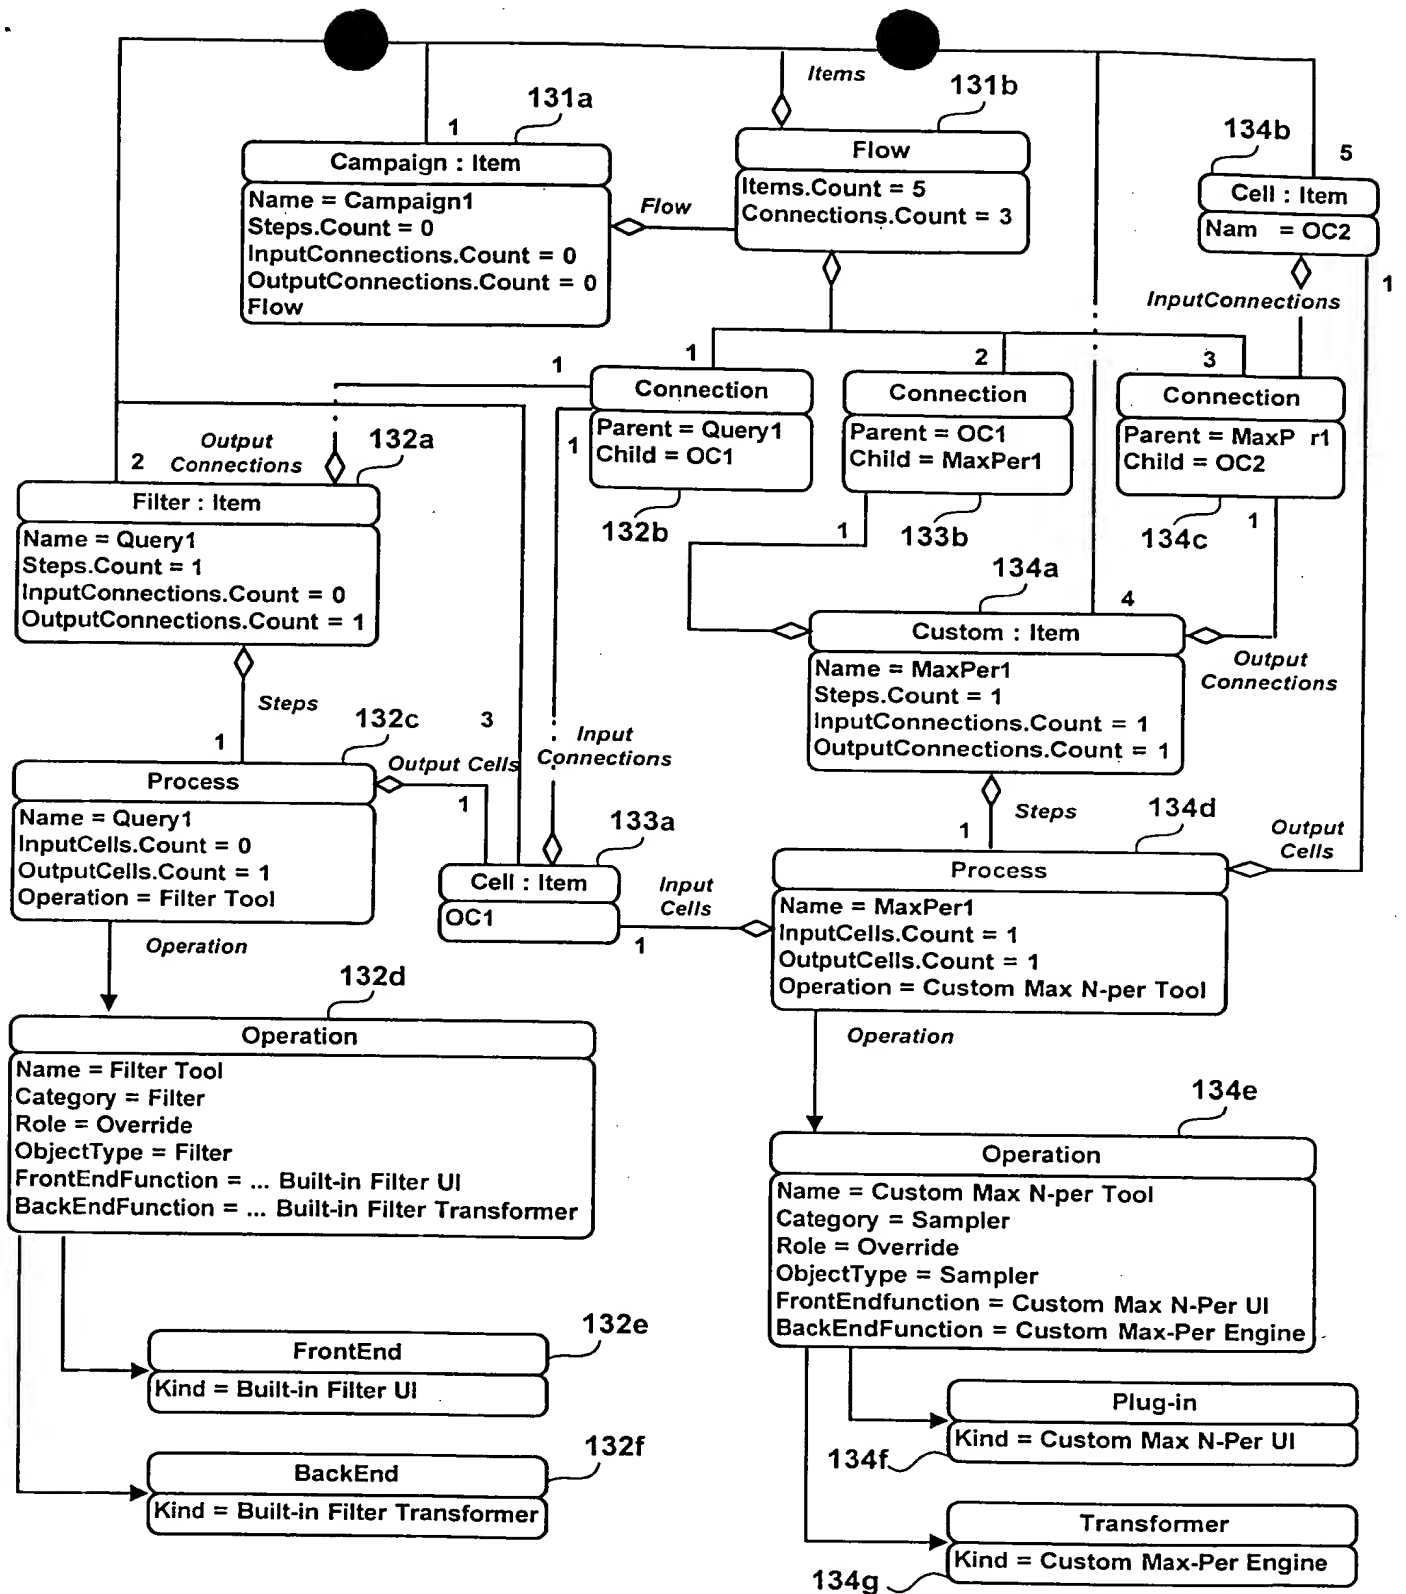 Items
131a
131b
134b
1
5
Campaign : Item
Name = Campaign1
Steps.Count = 0
InputConnections.Count = 0
OutputConnections.Count = 0
Flow
Flow
Flow
Items.Count = 5
Connections.Count = 3
Cell : Item
Nam = OC2
1
InputConnections
1
1
2
3
Connection
Parent = Query1
Child = OC1
1
132b
Connection
Parent = OC1
Child = MaxPer1
1
133b
Connection
Parent = MaxP r1
Child = OC2
1
134c
Output
Connections
132a
2
Filter : Item
Name = Query1
Steps.Count = 1
InputConnections.Count = 0
OutputConnections.Count = 1
134a
4
Custom : Item
Name = MaxPer1
Steps.Count = 1
InputConnections.Count = 1
OutputConnections.Count = 1
Output
Connections
Steps
1
132c
3
Input
Connections
Output Cells
1
Process
Name = Query1
InputCells.Count = 0
OutputCells.Count = 1
Operation = Filter Tool
133a
Cell : Item
OC1
Input
Cells
1
Steps
1
134d
Output
Cells
Process
Name = MaxPer1
InputCells.Count = 1
OutputCells.Count = 1
Operation = Custom Max N-per Tool
Operation
132d
Operation
Name = Filter Tool
Category = Filter
Role = Override
ObjectType = Filter
FrontEndFunction = ... Built-in Filter UI
BackEndFunction = ... Built-in Filter Transformer
Operation
134e
Operation
Name = Custom Max N-per Tool
Category = Sampler
Role = Override
ObjectType = Sampler
FrontEndfunction = Custom Max N-Per UI
BackEndFunction = Custom Max-Per Engine
132e
FrontEnd
Kind = Built-in Filter UI
132f
BackEnd
Kind = Built-in Filter Transformer
Plug-in
Kind = Custom Max N-Per UI
134f
Transformer
Kind = Custom Max-Per Engine
134g